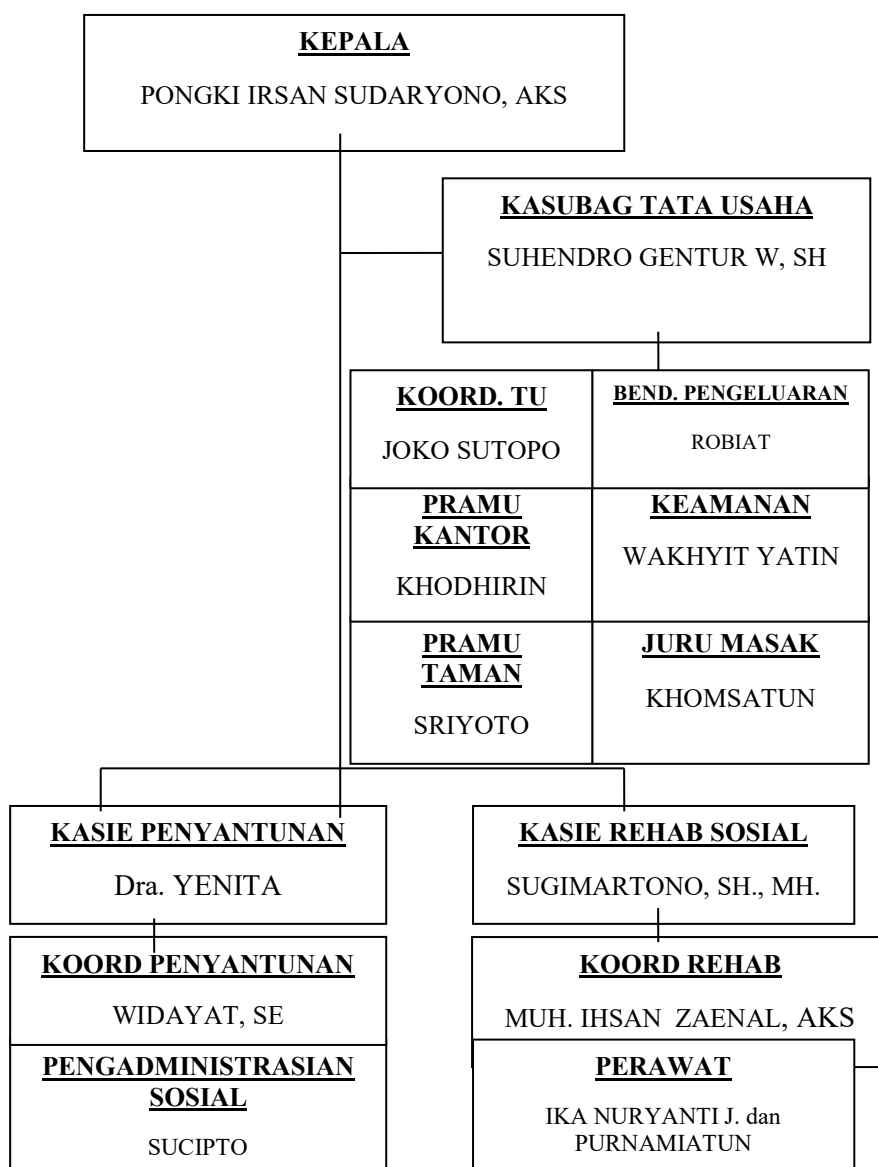 KEPALA
PONGKI IRSAN SUDARYONO, AKS
KASUBAG TATA USAHA
SUHENDRO GENTUR W, SH
KOORD. TU
JOKO SUTOPO
BEND. PENGELUARAN
ROBIAT
PRAMU
KANTOR
KHODHIRIN
KEAMANAN
WAKHYIT YATIN
PRAMU
TAMAN
SRIYOTO
JURU MASAK
KHOMSATUN
KASIE PENYANTUNAN
Dra. YENITA
KASIE REHAB SOSIAL
SUGIMARTONO, SH., MH.
KOORD PENYANTUNAN
WIDAYAT, SE
PENGADMINISTRASIAN
SOSIAL
SUCIPTO
KOORD REHAB
MUH. IHSAN ZAENAL, AKS
PERAWAT
IKA NURYANTI J. dan
PURNAMIATUN